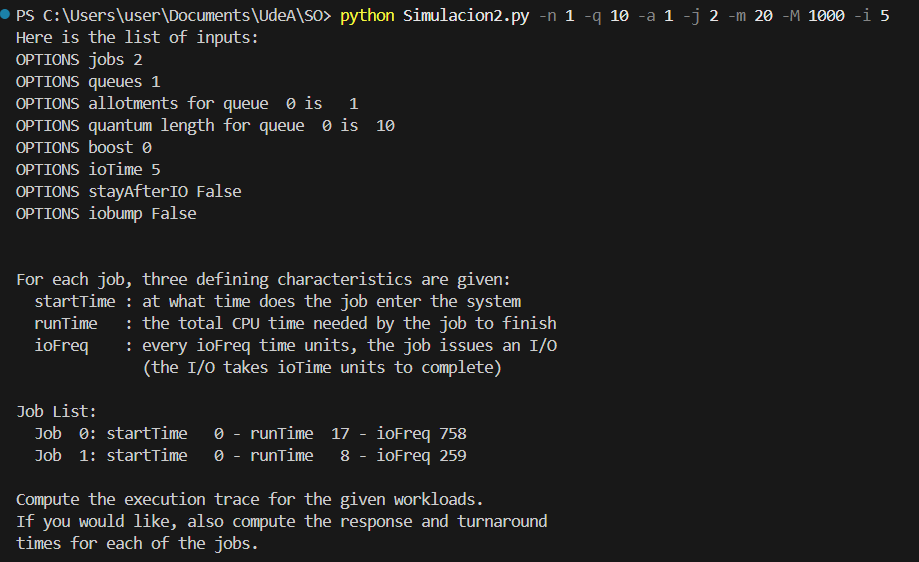 PS C:\Users\user\Documents\UdeA\SO> python Simulacion2.py -n 1 -q 10 -a 1 -j 2 -m 20 -M 1000 -i 5
Here is the list of inputs:
OPTIONS jobs 2
OPTIONS queues 1
OPTIONS allotments for queue  0 is   1
OPTIONS quantum length for queue  0 is  10
OPTIONS boost 0
OPTIONS ioTime 5
OPTIONS stayAfterIO False
OPTIONS iobump False
For each job, three defining characteristics are given:
  startTime : at what time does the job enter the system
  runTime   : the total CPU time needed by the job to finish
  ioFreq    : every ioFreq time units, the job issues an I/O
              (the I/O takes ioTime units to complete)
Job List:
  Job  0: startTime   0 - runTime  17 - ioFreq 758
  Job  1: startTime   0 - runTime   8 - ioFreq 259
Compute the execution trace for the given workloads.
If you would like, also compute the response and turnaround
times for each of the jobs.